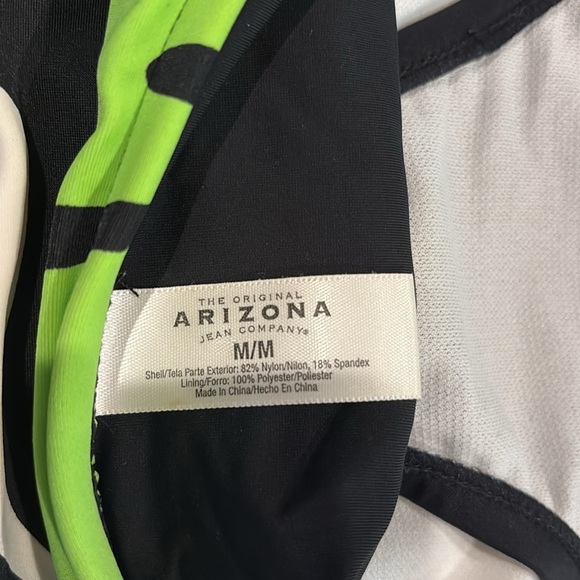 THE ORIGINAL
ARIZONA
JEAN COMPANY®
M/M
Shell/Tela Parte Exterior: 82% Nylon/Nilon, 18% Spandex
Lining/Forro: 100% Polyester/Poliester
Made In China/Hecho En China